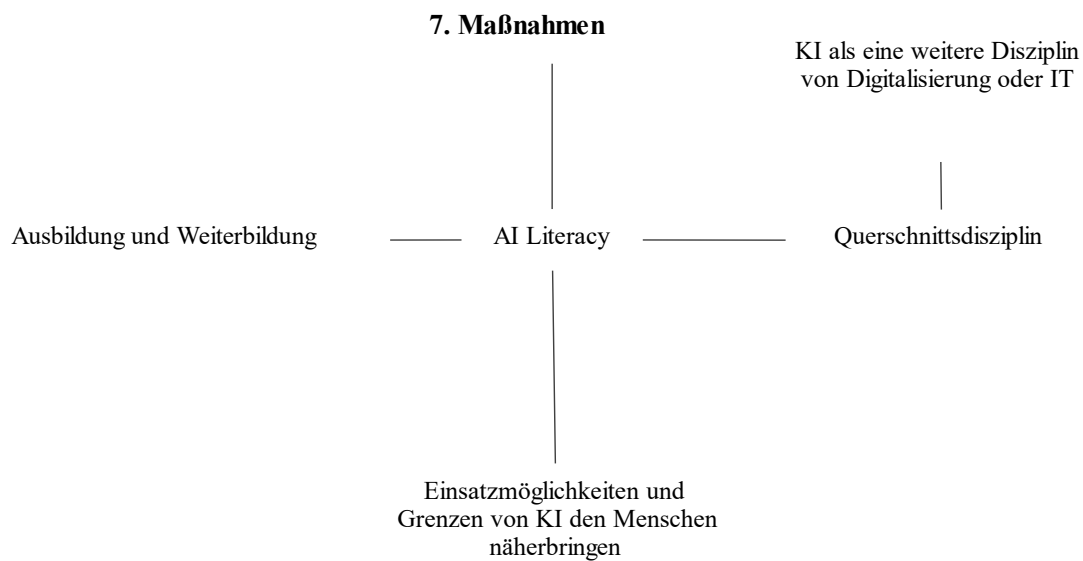 7. Maßnahmen
KI als eine weitere Disziplin
von Digitalisierung oder IT
Ausbildung und Weiterbildung
AI Literacy
Querschnittsdisziplin
Einsatzmöglichkeiten und
Grenzen von KI den Menschen
näherbringen